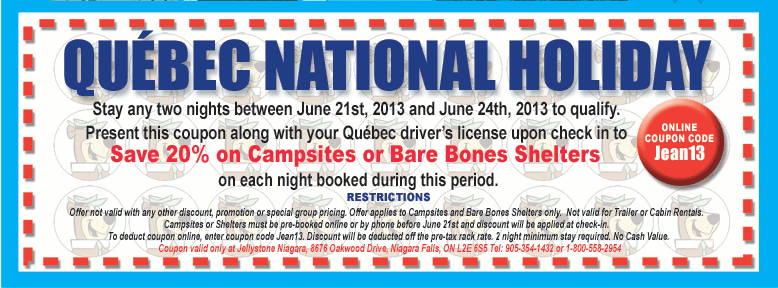 QUÉBEC NATIONAL HOLIDAY
Stay any two nights between June 21st, 2013 and June 24th, 2013 to qualify.
Present this coupon along with your Québec driver's license upon check in to
Save 20% on Campsites or Bare Bones Shelters
on each night booked during this period.
ONLINE
COUPON CODE
Jean13
RESTRICTIONS
Offer not valid with any other discount, promotion or special group pricing. Offer applies to Campsites and Bare Bones Shelters only. Not valid for Trailer or Cabin Rentals.
Campsites or Shelters must be pre-booked online or by phone before June 21st and discount will be applied at check-in.
To deduct coupon online, enter coupon code Jean13. Discount will be deducted off the pre-tax rack rate. 2 night minimum stay required. No Cash Value.
Coupon valid only at Jellystone Niagara, 8676 Oakwood Drive, Niagara Falls, ON L2E 6S5 Tel: 905-354-1432 or 1-800-558-2954